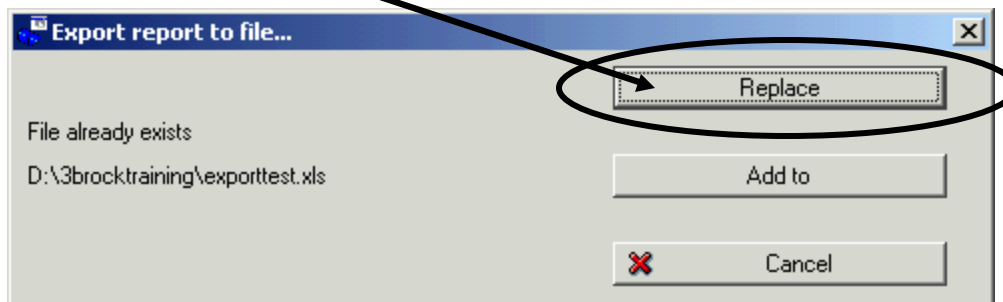 Export report to file...
Replace
File already exists
D:\3brocktraining\exporttest.xls
Add to
Cancel